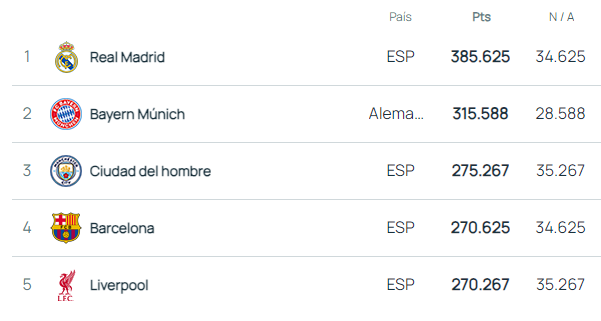 País Pts N / A
1 Real Madrid ESP 385.625 34.625
2 Bayern Múnich Alema... 315.588 28.588
3 Ciudad del hombre ESP 275.267 35.267
4 Barcelona ESP 270.625 34.625
5 Liverpool ESP 270.267 35.267